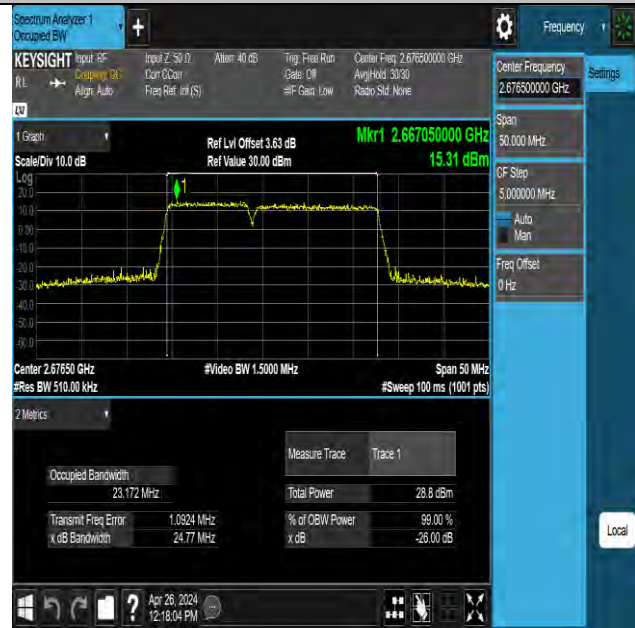 Spectrum Analyzer 1
Occupied BW
+
Frequency
KEYSIGHT Input: RF Input Z: 50 Ω Atten: 40 dB Trig: Free Run Center Freq: 2.676500000 GHz
RL Coupling: DC Corr CCorr Gate: Off Avg|Hold: 30/30
Align: Auto Freq Ref: Int (S) #IF Gain: Low Radio Std: None
LXI
Center Frequency
2.676500000 GHz
Settings
Span
50.000 MHz
CF Step
5.000000 MHz
Auto
Man
Freq Offset
0 Hz
Local
1 Graph
Ref Lvl Offset 3.63 dB
Mkr1 2.667050000 GHz
Scale/Div 10.0 dB
Ref Value 30.00 dBm
15.31 dBm
Log
20.0
10.0
0.00
-10.0
-20.0
-30.0
-40.0
-50.0
-60.0
1
Center 2.67650 GHz #Video BW 1.5000 MHz Span 50 MHz
#Res BW 510.00 kHz #Sweep 100 ms (1001 pts)
2 Metrics
Measure Trace Trace 1
Occupied Bandwidth
23.172 MHz
Total Power 28.8 dBm
Transmit Freq Error 1.0924 MHz % of OBW Power 99.00 %
x dB Bandwidth 24.77 MHz x dB -26.00 dB
?
Apr 26, 2024
12:18:04 PM